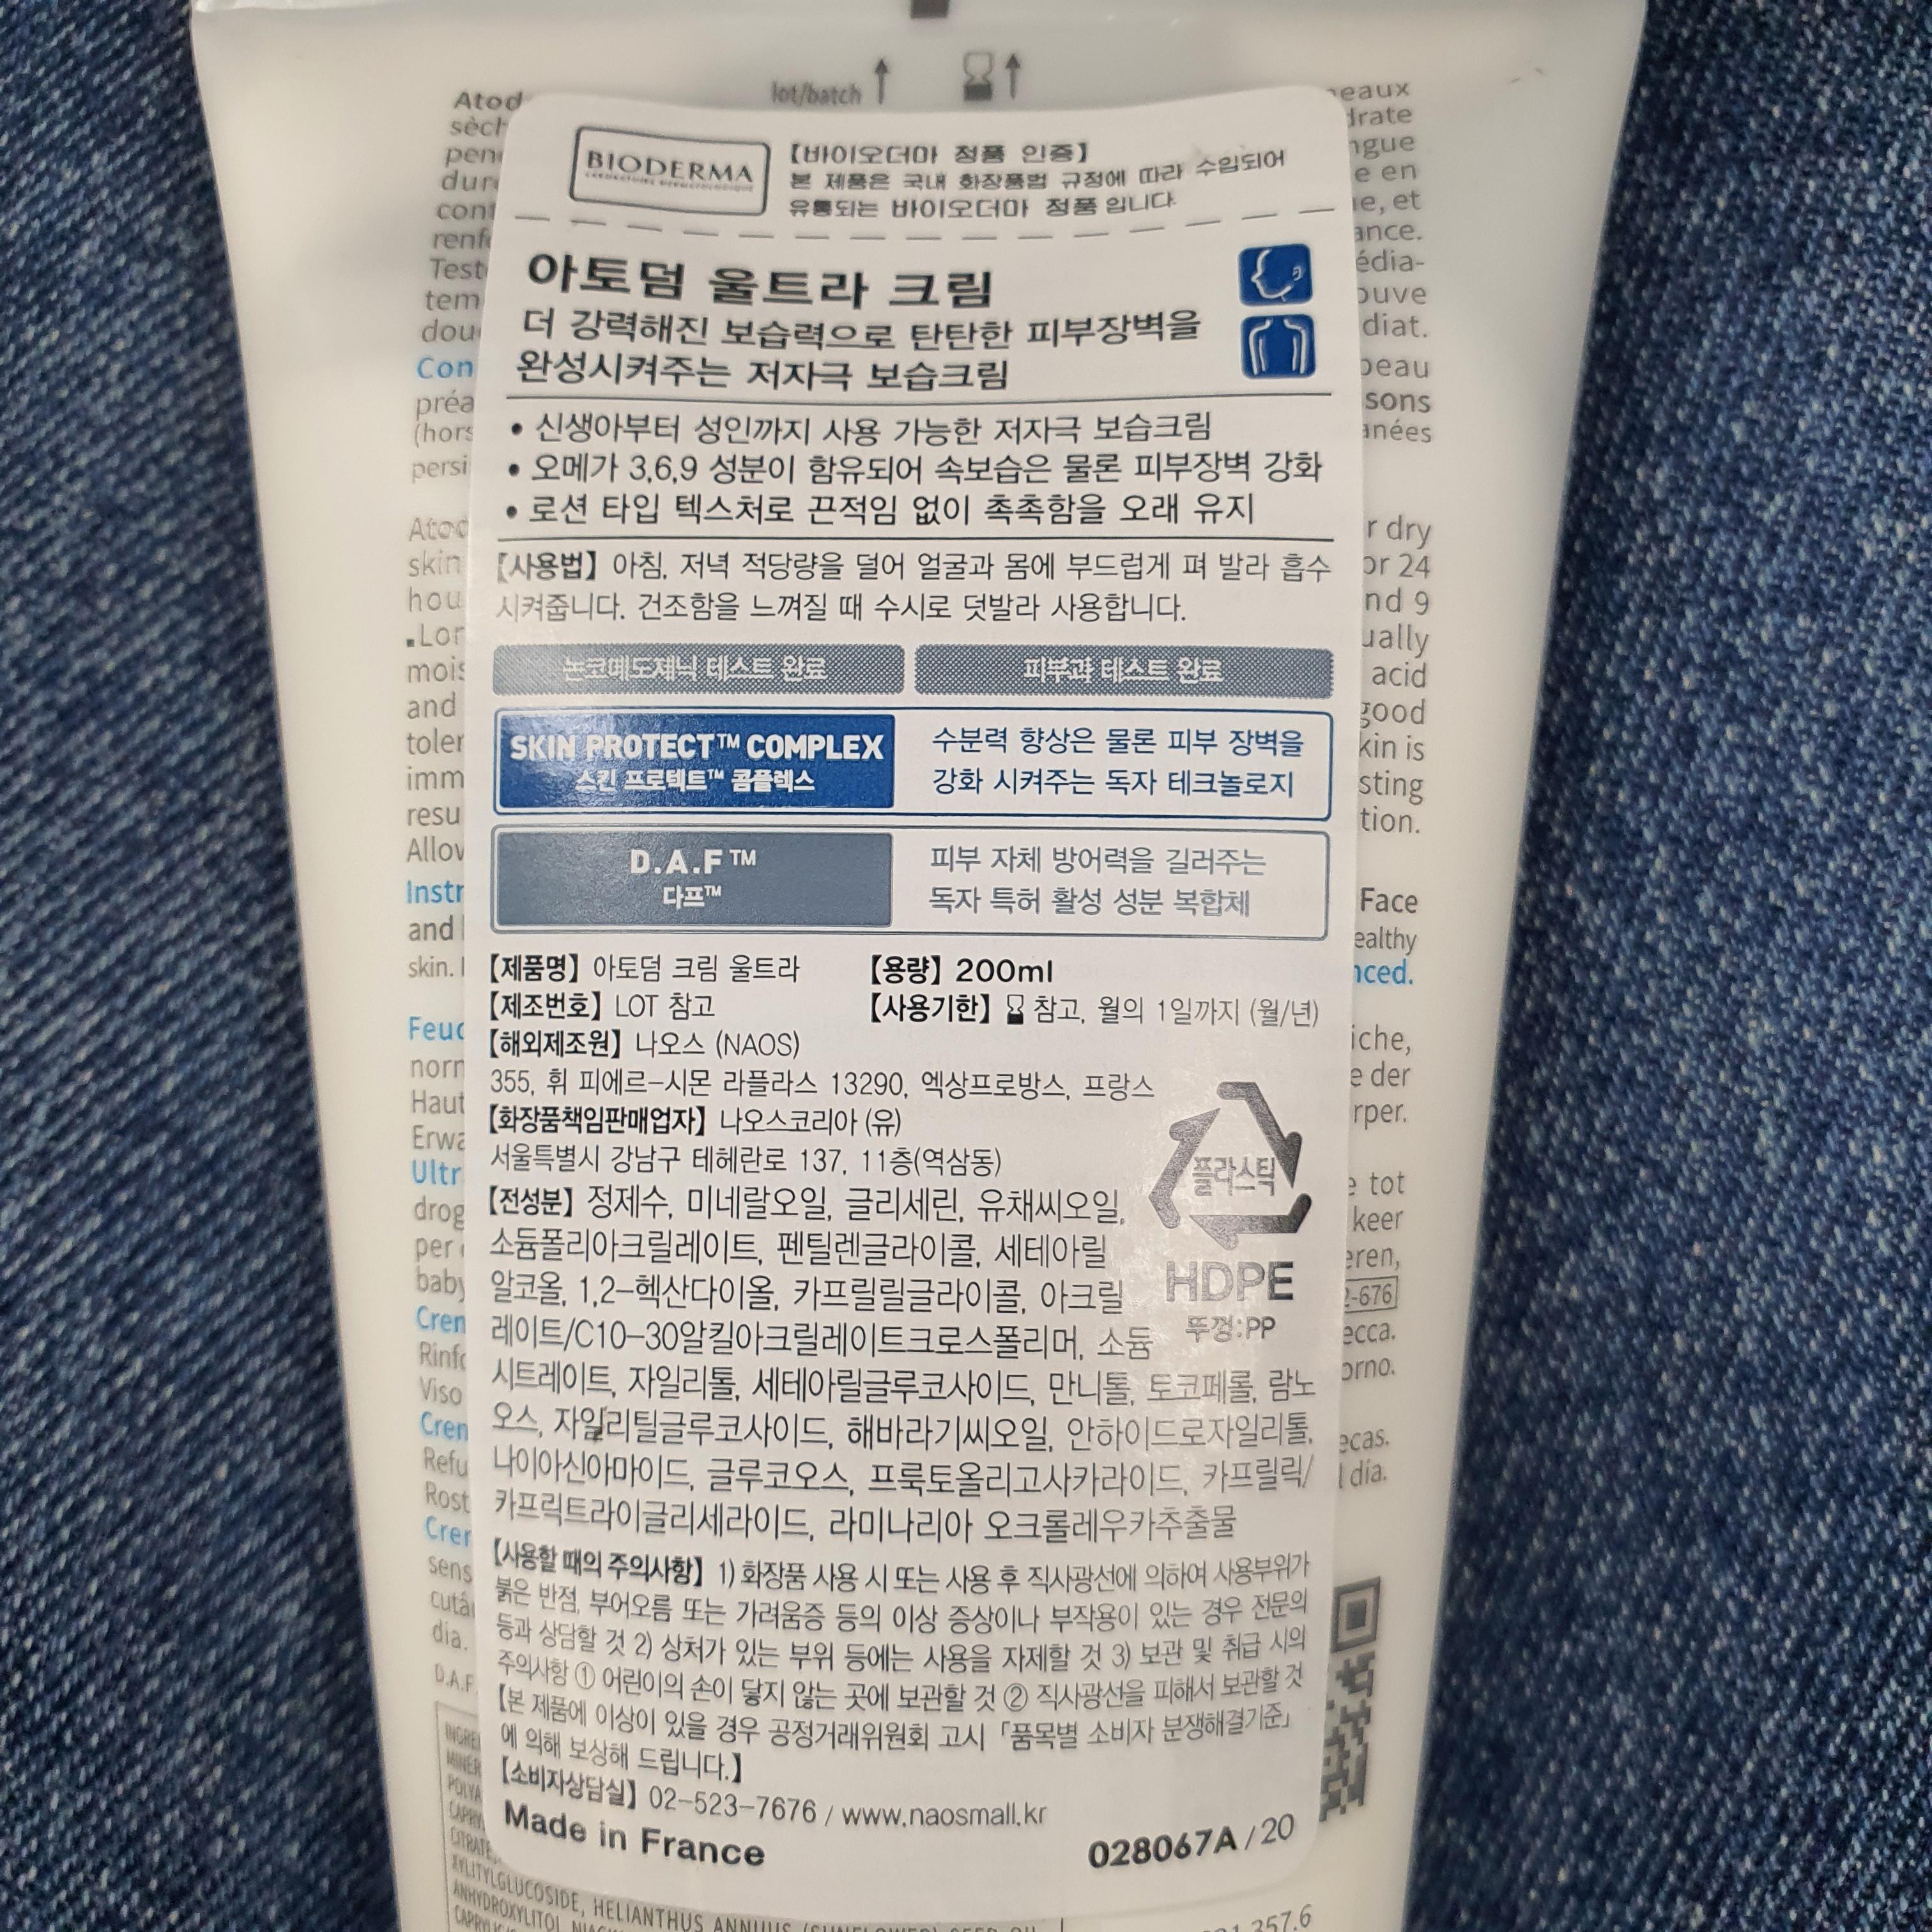 lot/batch
BIODERMA
LABORATOIRE DERMATOLOGIQUE
【바이오더마 정품 인증】
본 제품은 국내 화장품법 규정에 따라 수입되어
유통되는 바이오더마 정품 입니다.
아토덤 울트라 크림
더 강력해진 보습력으로 탄탄한 피부장벽을
완성시켜주는 저자극 보습크림
• 신생아부터 성인까지 사용 가능한 저자극 보습크림
• 오메가 3,6,9 성분이 함유되어 속보습은 물론 피부장벽 강화
• 로션 타입 텍스처로 끈적임 없이 촉촉함을 오래 유지
【사용법】 아침, 저녁 적당량을 덜어 얼굴과 몸에 부드럽게 펴 발라 흡수
시켜줍니다. 건조함을 느껴질 때 수시로 덧발라 사용합니다.
논코메도제닉 테스트 완료
피부과 테스트 완료
SKIN PROTECT™ COMPLEX
스킨 프로텍트™ 콤플렉스
수분력 향상은 물론 피부 장벽을
강화 시켜주는 독자 테크놀로지
D.A.F™
다프™
피부 자체 방어력을 길러주는
독자 특허 활성 성분 복합체
【제품명】 아토덤 크림 울트라 【용량】 200ml
【제조번호】 LOT 참고 【사용기한】 참고, 월의 1일까지 (월/년)
【해외제조원】 나오스 (NAOS)
355, 휘 피에르-시몬 라플라스 13290, 엑상프로방스, 프랑스
【화장품책임판매업자】 나오스코리아 (유)
서울특별시 강남구 테헤란로 137, 11층(역삼동)
【전성분】 정제수, 미네랄오일, 글리세린, 유채씨오일,
소듐폴리아크릴레이트, 펜틸렌글라이콜, 세테아릴
알코올, 1,2-헥산다이올, 카프릴릴글라이콜, 아크릴
레이트/C10-30알킬아크릴레이트크로스폴리머, 소듐
시트레이트, 자일리톨, 세테아릴글루코사이드, 만니톨, 토코페롤, 람노
오스, 자일리틸글루코사이드, 해바라기씨오일, 안하이드로자일리톨,
나이아신아마이드, 글루코오스, 프룩토올리고사카라이드, 카프릴릭/
카프릭트라이글리세라이드, 라미나리아 오크롤레우카추출물
플라스틱
HDPE
뚜껑:PP
【사용할 때의 주의사항】 1) 화장품 사용 시 또는 사용 후 직사광선에 의하여 사용부위가
붉은 반점, 부어오름 또는 가려움증 등의 이상 증상이나 부작용이 있는 경우 전문의
등과 상담할 것 2) 상처가 있는 부위 등에는 사용을 자제할 것 3) 보관 및 취급 시의
주의사항 ① 어린이의 손이 닿지 않는 곳에 보관할 것 ② 직사광선을 피해서 보관할 것
【본 제품에 이상이 있을 경우 공정거래위원회 고시 「품목별 소비자 분쟁해결기준」
에 의해 보상해 드립니다.】
【소비자상담실】 02-523-7676 / www.naosmall.kr
Made in France
028067A / 20
XYLITYLGLUCOSIDE, HELIANTHUS ANNUUS (SUNFLOWER) SEED OIL